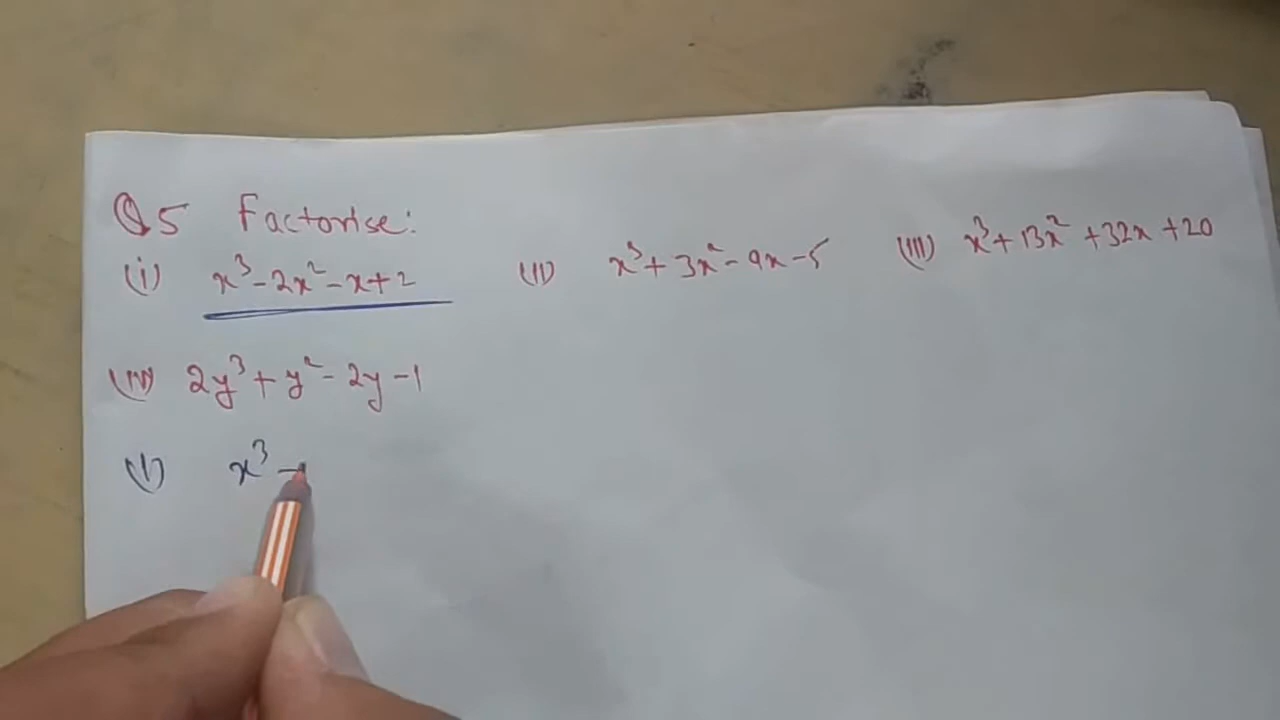 Q5 Factorise:
(i) x³-2x²-x+2 (II) x³+3x²-9x-5 (III) x³+13x²+32x+20
(IV) 2y³+y²-2y-1
(I) x³-